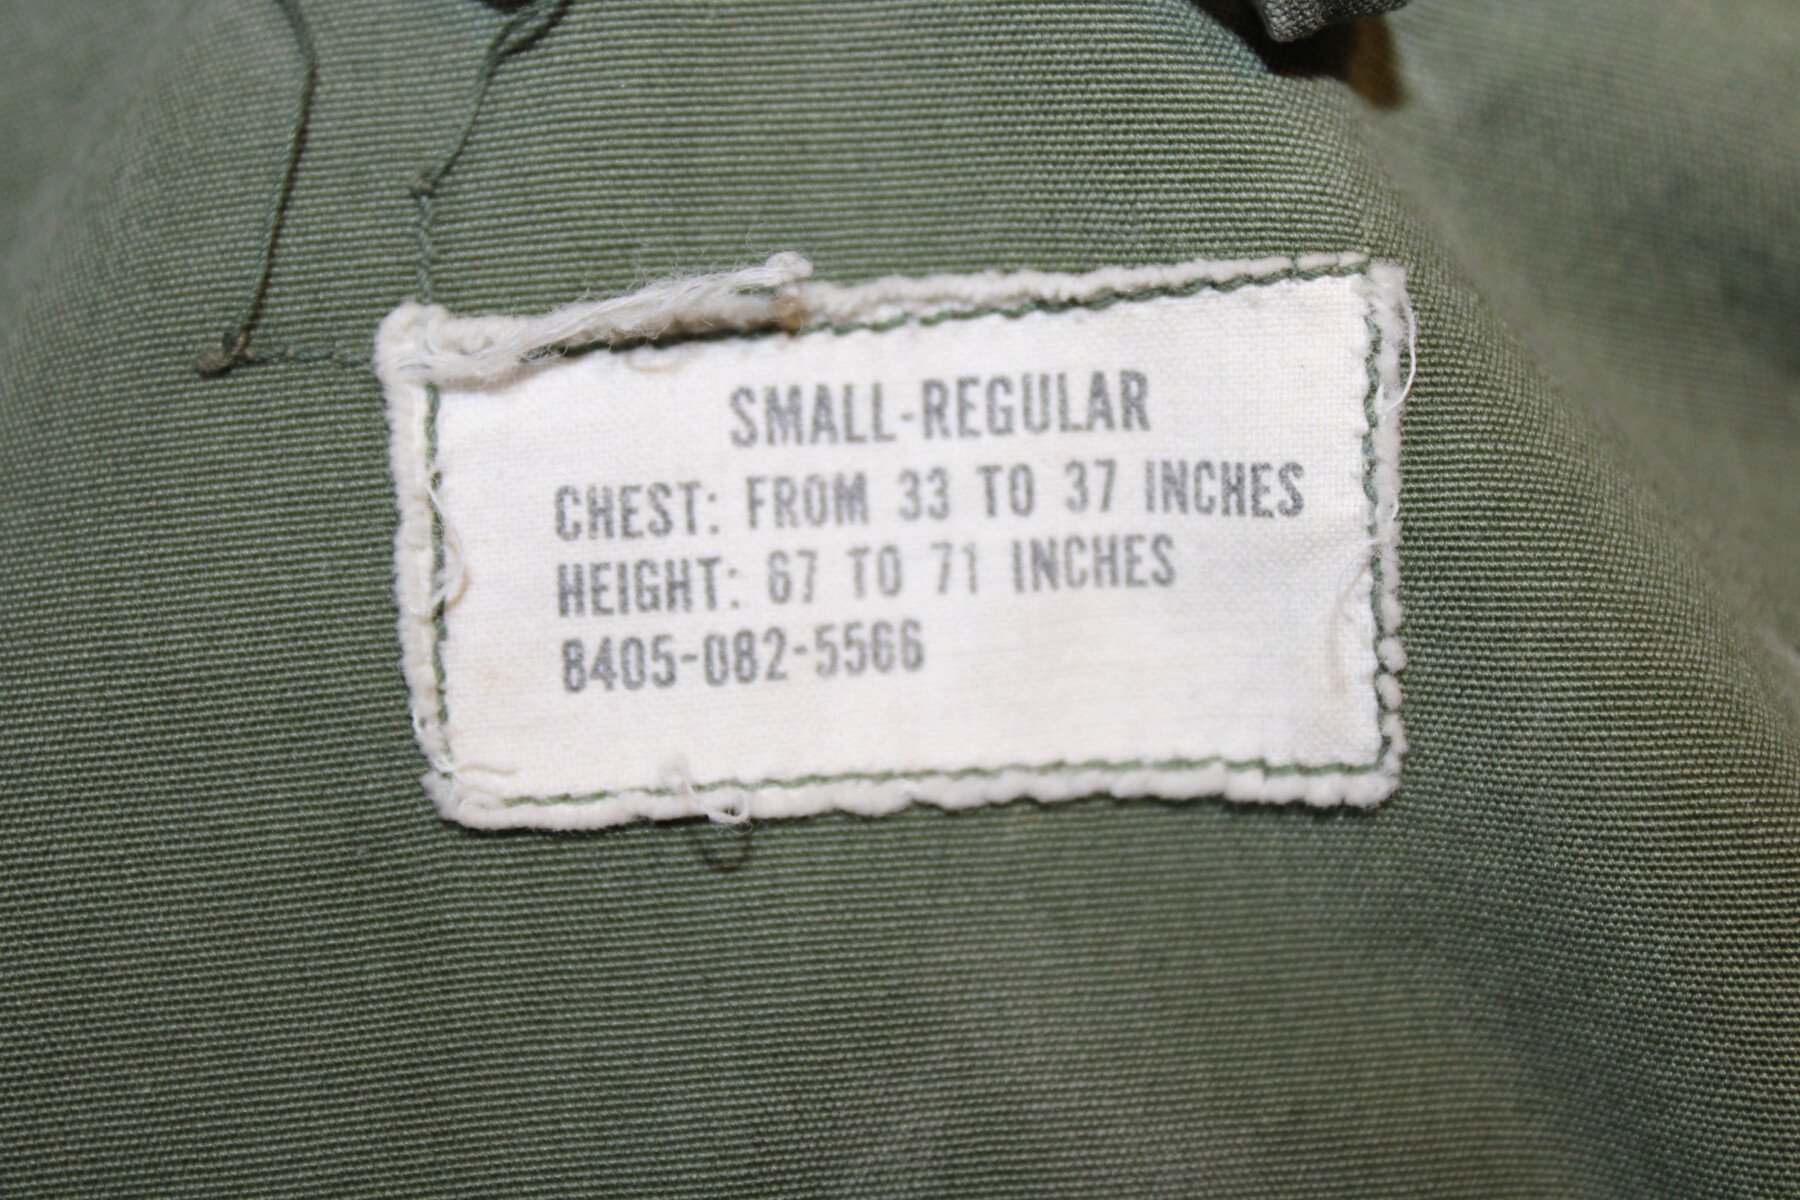 SMALL-REGULAR
CHEST: FROM 33 TO 37 INCHES
HEIGHT: 67 TO 71 INCHES
8405-082-5566